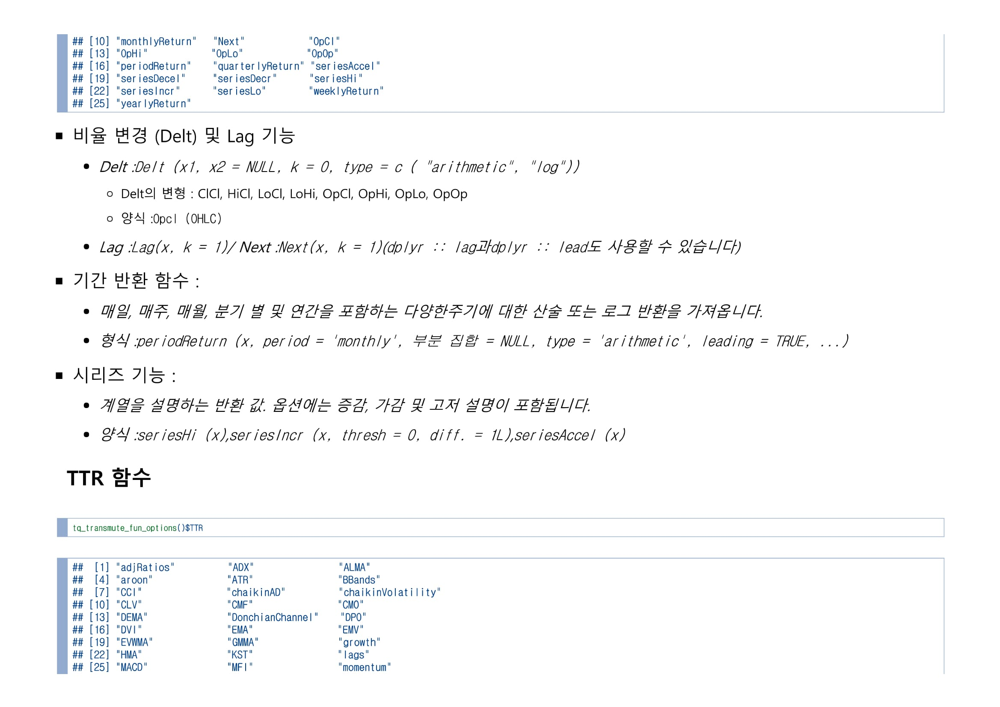 ## [10] "monthlyReturn" "Next" "OpCl"
## [13] "OpHi" "OpLo" "OpOp"
## [16] "periodReturn" "quarterlyReturn" "seriesAccel"
## [19] "seriesDecel" "seriesDecr" "seriesHi"
## [22] "seriesIncr" "seriesLo" "weeklyReturn"
## [25] "yearlyReturn"
■ 비율 변경 (Delt) 및 Lag 기능
• Delt :Delt (x1, x2 = NULL, k = 0, type = c ( "arithmetic", "log"))
o Delt의 변형 : ClCl, HiCl, LoCl, LoHi, OpCl, OpHi, OpLo, OpOp
o 양식 :Opcl (OHLC)
• Lag :Lag(x, k = 1)/ Next :Next(x, k = 1)(dplyr :: lag과dplyr :: lead도 사용할 수 있습니다)
■ 기간 반환 함수 :
• 매일, 매주, 매월, 분기 별 및 연간을 포함하는 다양한주기에 대한 산술 또는 로그 반환을 가져옵니다.
• 형식 :periodReturn (x, period = 'monthly', 부분 집합 = NULL, type = 'arithmetic', leading = TRUE, ...)
■ 시리즈 기능 :
• 계열을 설명하는 반환 값. 옵션에는 증감, 가감 및 고저 설명이 포함됩니다.
• 양식 :seriesHi (x),seriesIncr (x, thresh = 0, diff. = 1L),seriesAccel (x)
TTR 함수
tq_transmute_fun_options()$TTR
## [1] "adjRatios" "ADX" "ALMA"
## [4] "aroon" "ATR" "BBands"
## [7] "CCI" "chaikinAD" "chaikinVolatility"
## [10] "CLV" "CMF" "CMO"
## [13] "DEMA" "DonchianChannel" "DPO"
## [16] "DVI" "EMA" "EMV"
## [19] "EVWMA" "GMMA" "growth"
## [22] "HMA" "KST" "lags"
## [25] "MACD" "MFI" "momentum"